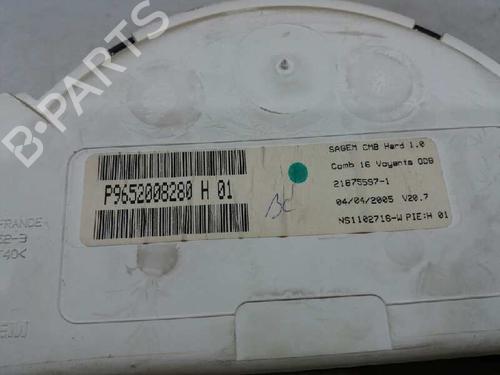 B-PARTS
P9652008280 H 01
SAGEM CMB Hard 1.0
Comb 16 Voyants ODB
21675597-1
04/04/2005 V20.7
NS1102716-W PIE:H 01
BC
FRANCE